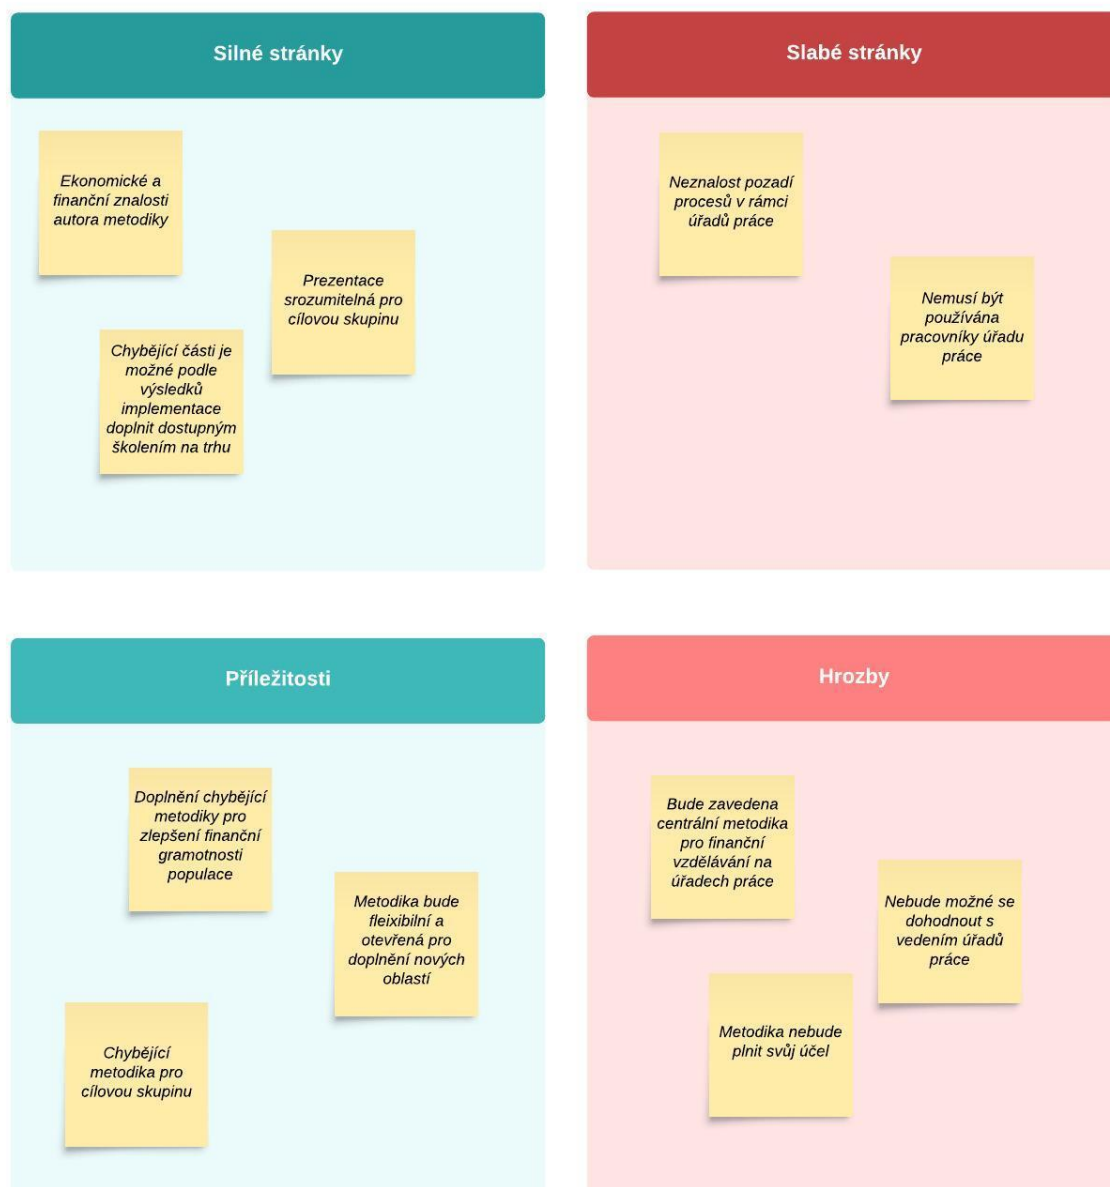 Silné stránky
Ekonomické a
finanční znalosti
autora metodiky
Prezentace
srozumitelná pro
cílovou skupinu
Chybějící části je
možné podle
výsledků
implementace
doplnit dostupným
školením na trhu
Slabé stránky
Neznalost pozadí
procesů v rámci
úřadů práce
Nemusí být
používána
pracovníky úřadu
práce
Příležitosti
Doplnění chybějící
metodiky pro
zlepšení finanční
gramotnosti
populace
Metodika bude
fleixibilní a
otevřená pro
doplnění nových
oblastí
Chybějící
metodika pro
cílovou skupinu
Hrozby
Bude zavedena
centrální metodika
pro finanční
vzdělávání na
úřadech práce
Nebude možné se
dohodnout s
vedením úřadů
práce
Metodika nebude
plnit svůj účel